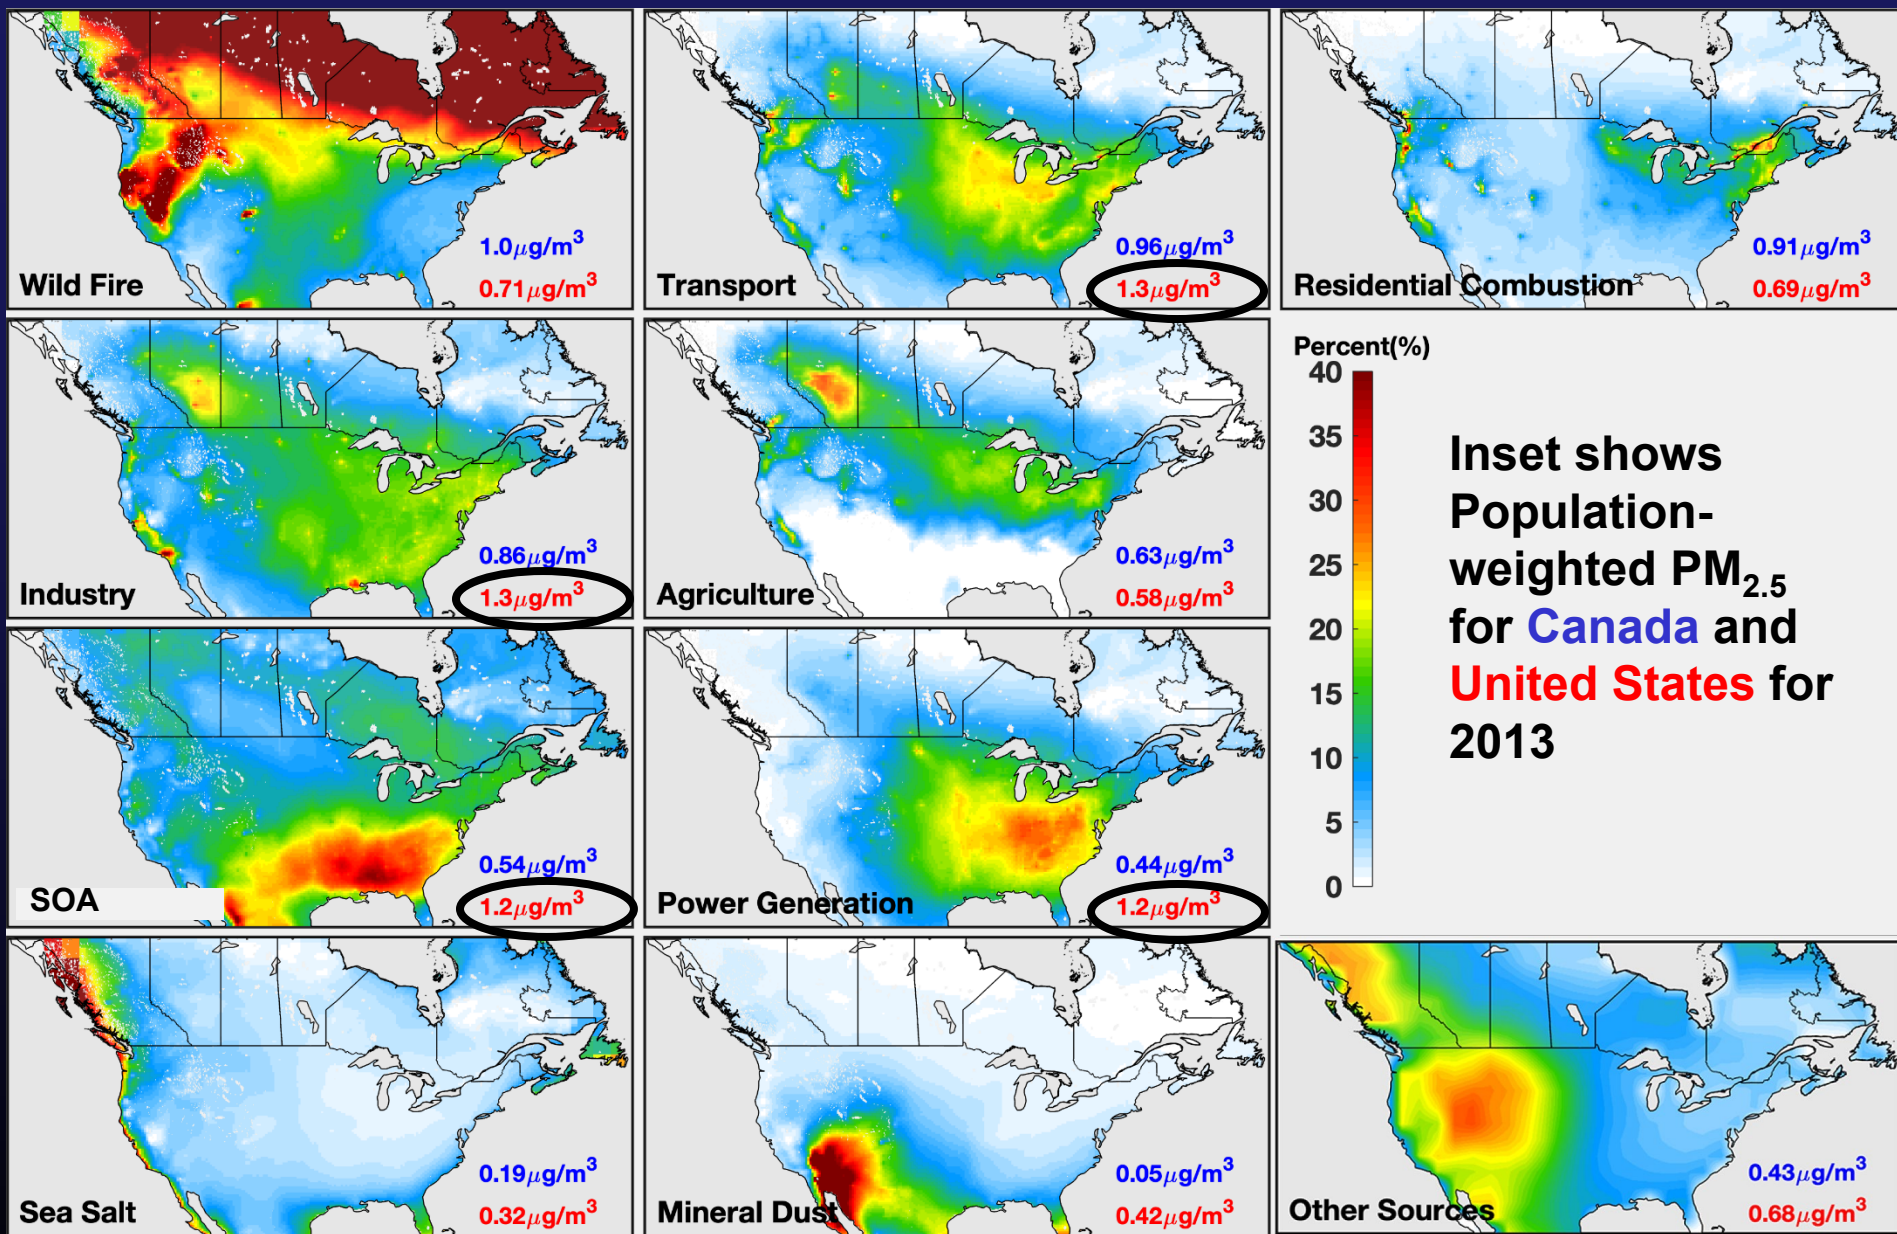 1.0μg/m³
Wild Fire
0.71μg/m³
0.96μg/m³
Transport
1.3μg/m³
0.91μg/m³
Residential Combustion
0.69μg/m³
0.86μg/m³
Industry
1.3μg/m³
0.63μg/m³
Agriculture
0.58μg/m³
Percent(%)
40
35
30
25
20
15
10
5
0
Inset shows
Population-
weighted PM₂.₅
for Canada and
United States for
2013
0.54μg/m³
SOA
1.2μg/m³
0.44μg/m³
Power Generation
1.2μg/m³
0.19μg/m³
Sea Salt
0.32μg/m³
0.05μg/m³
Mineral Dust
0.42μg/m³
0.43μg/m³
Other Sources
0.68μg/m³